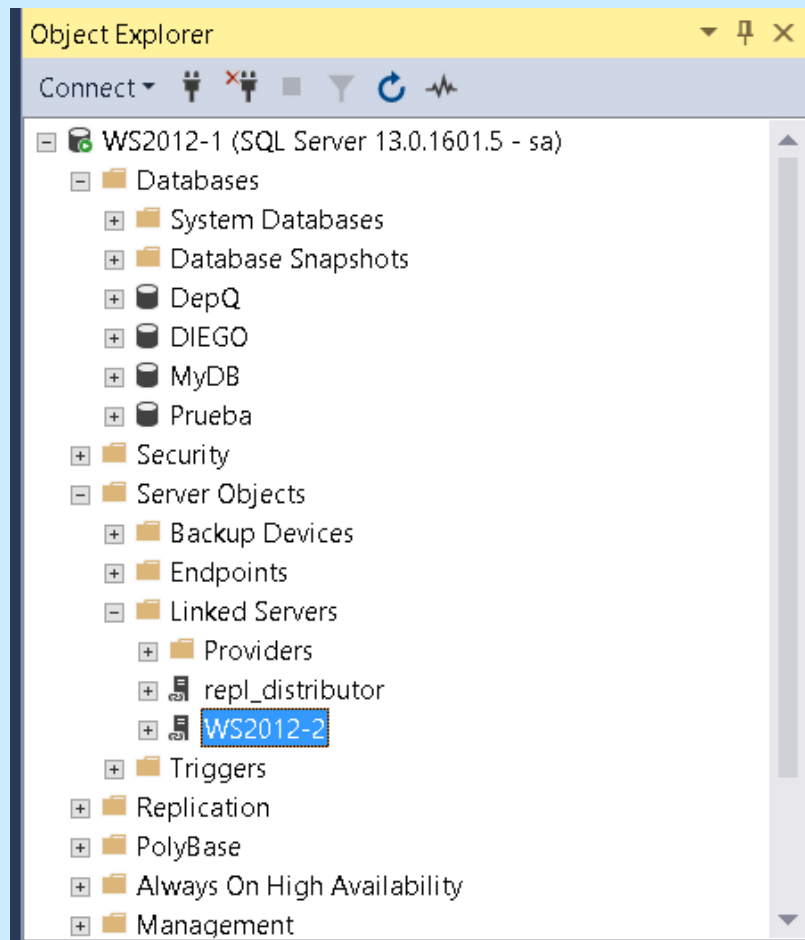 Object Explorer
Connect
WS2012-1 (SQL Server 13.0.1601.5 - sa)
Databases
System Databases
Database Snapshots
DepQ
DIEGO
MyDB
Prueba
Security
Server Objects
Backup Devices
Endpoints
Linked Servers
Providers
repl_distributor
WS2012-2
Triggers
Replication
PolyBase
Always On High Availability
Management